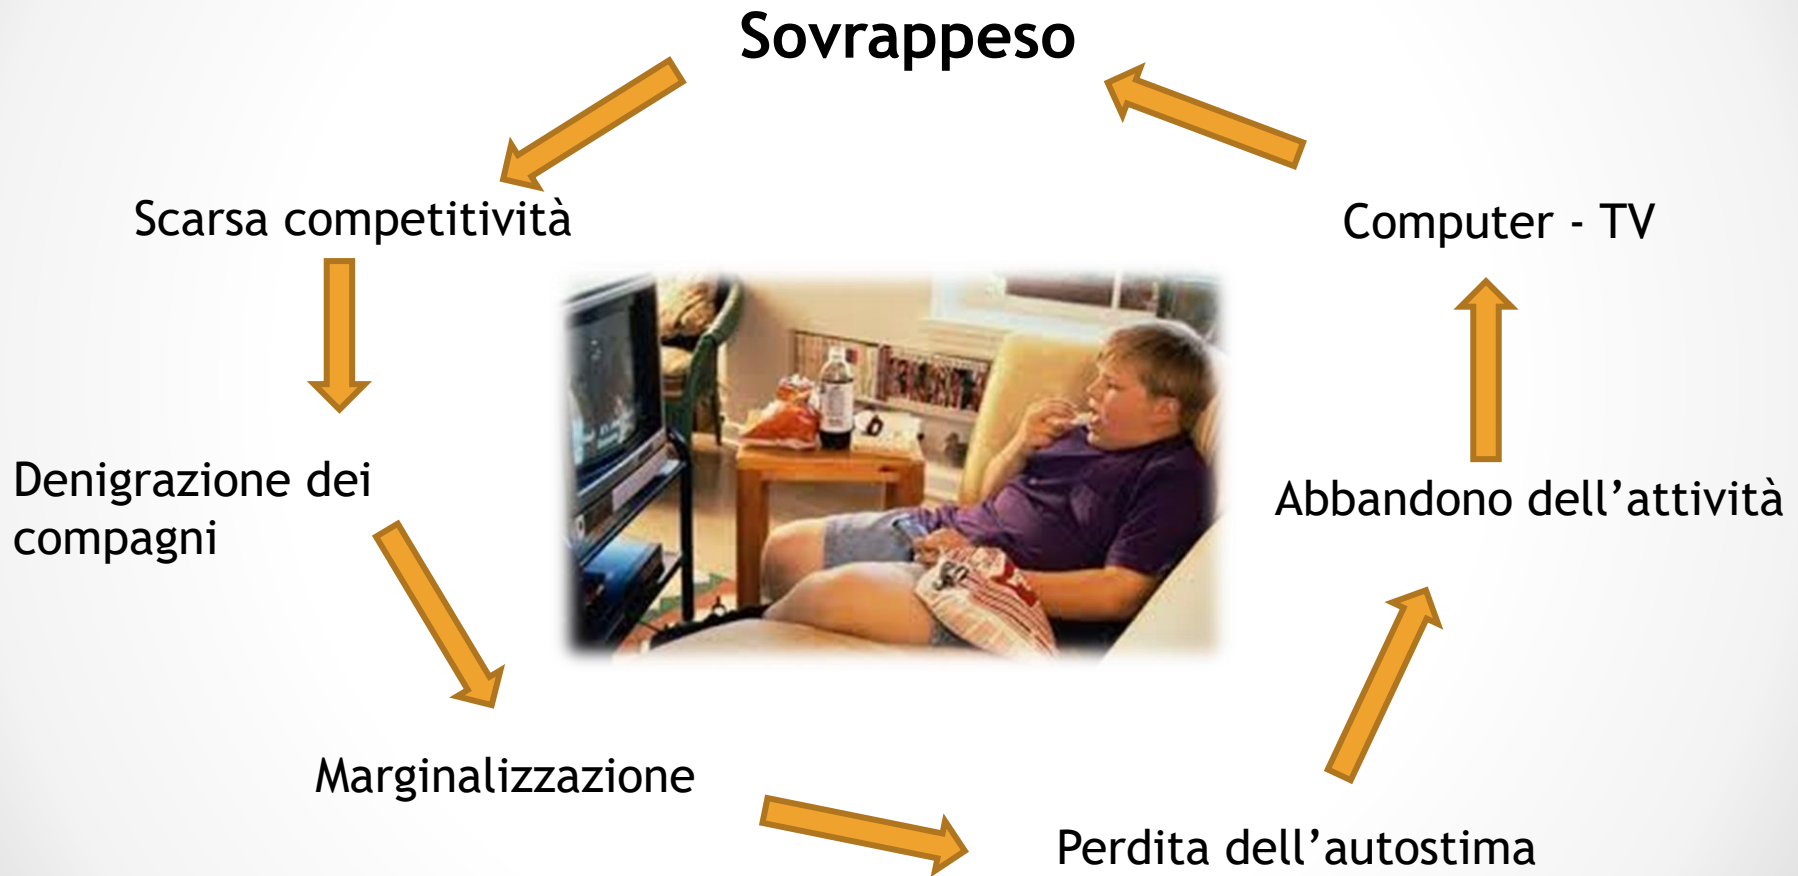 Sovrappeso
Scarsa competitività
Computer - TV
Denigrazione dei
compagni
Abbandono dell’attività
Marginalizzazione
Perdita dell’autostima